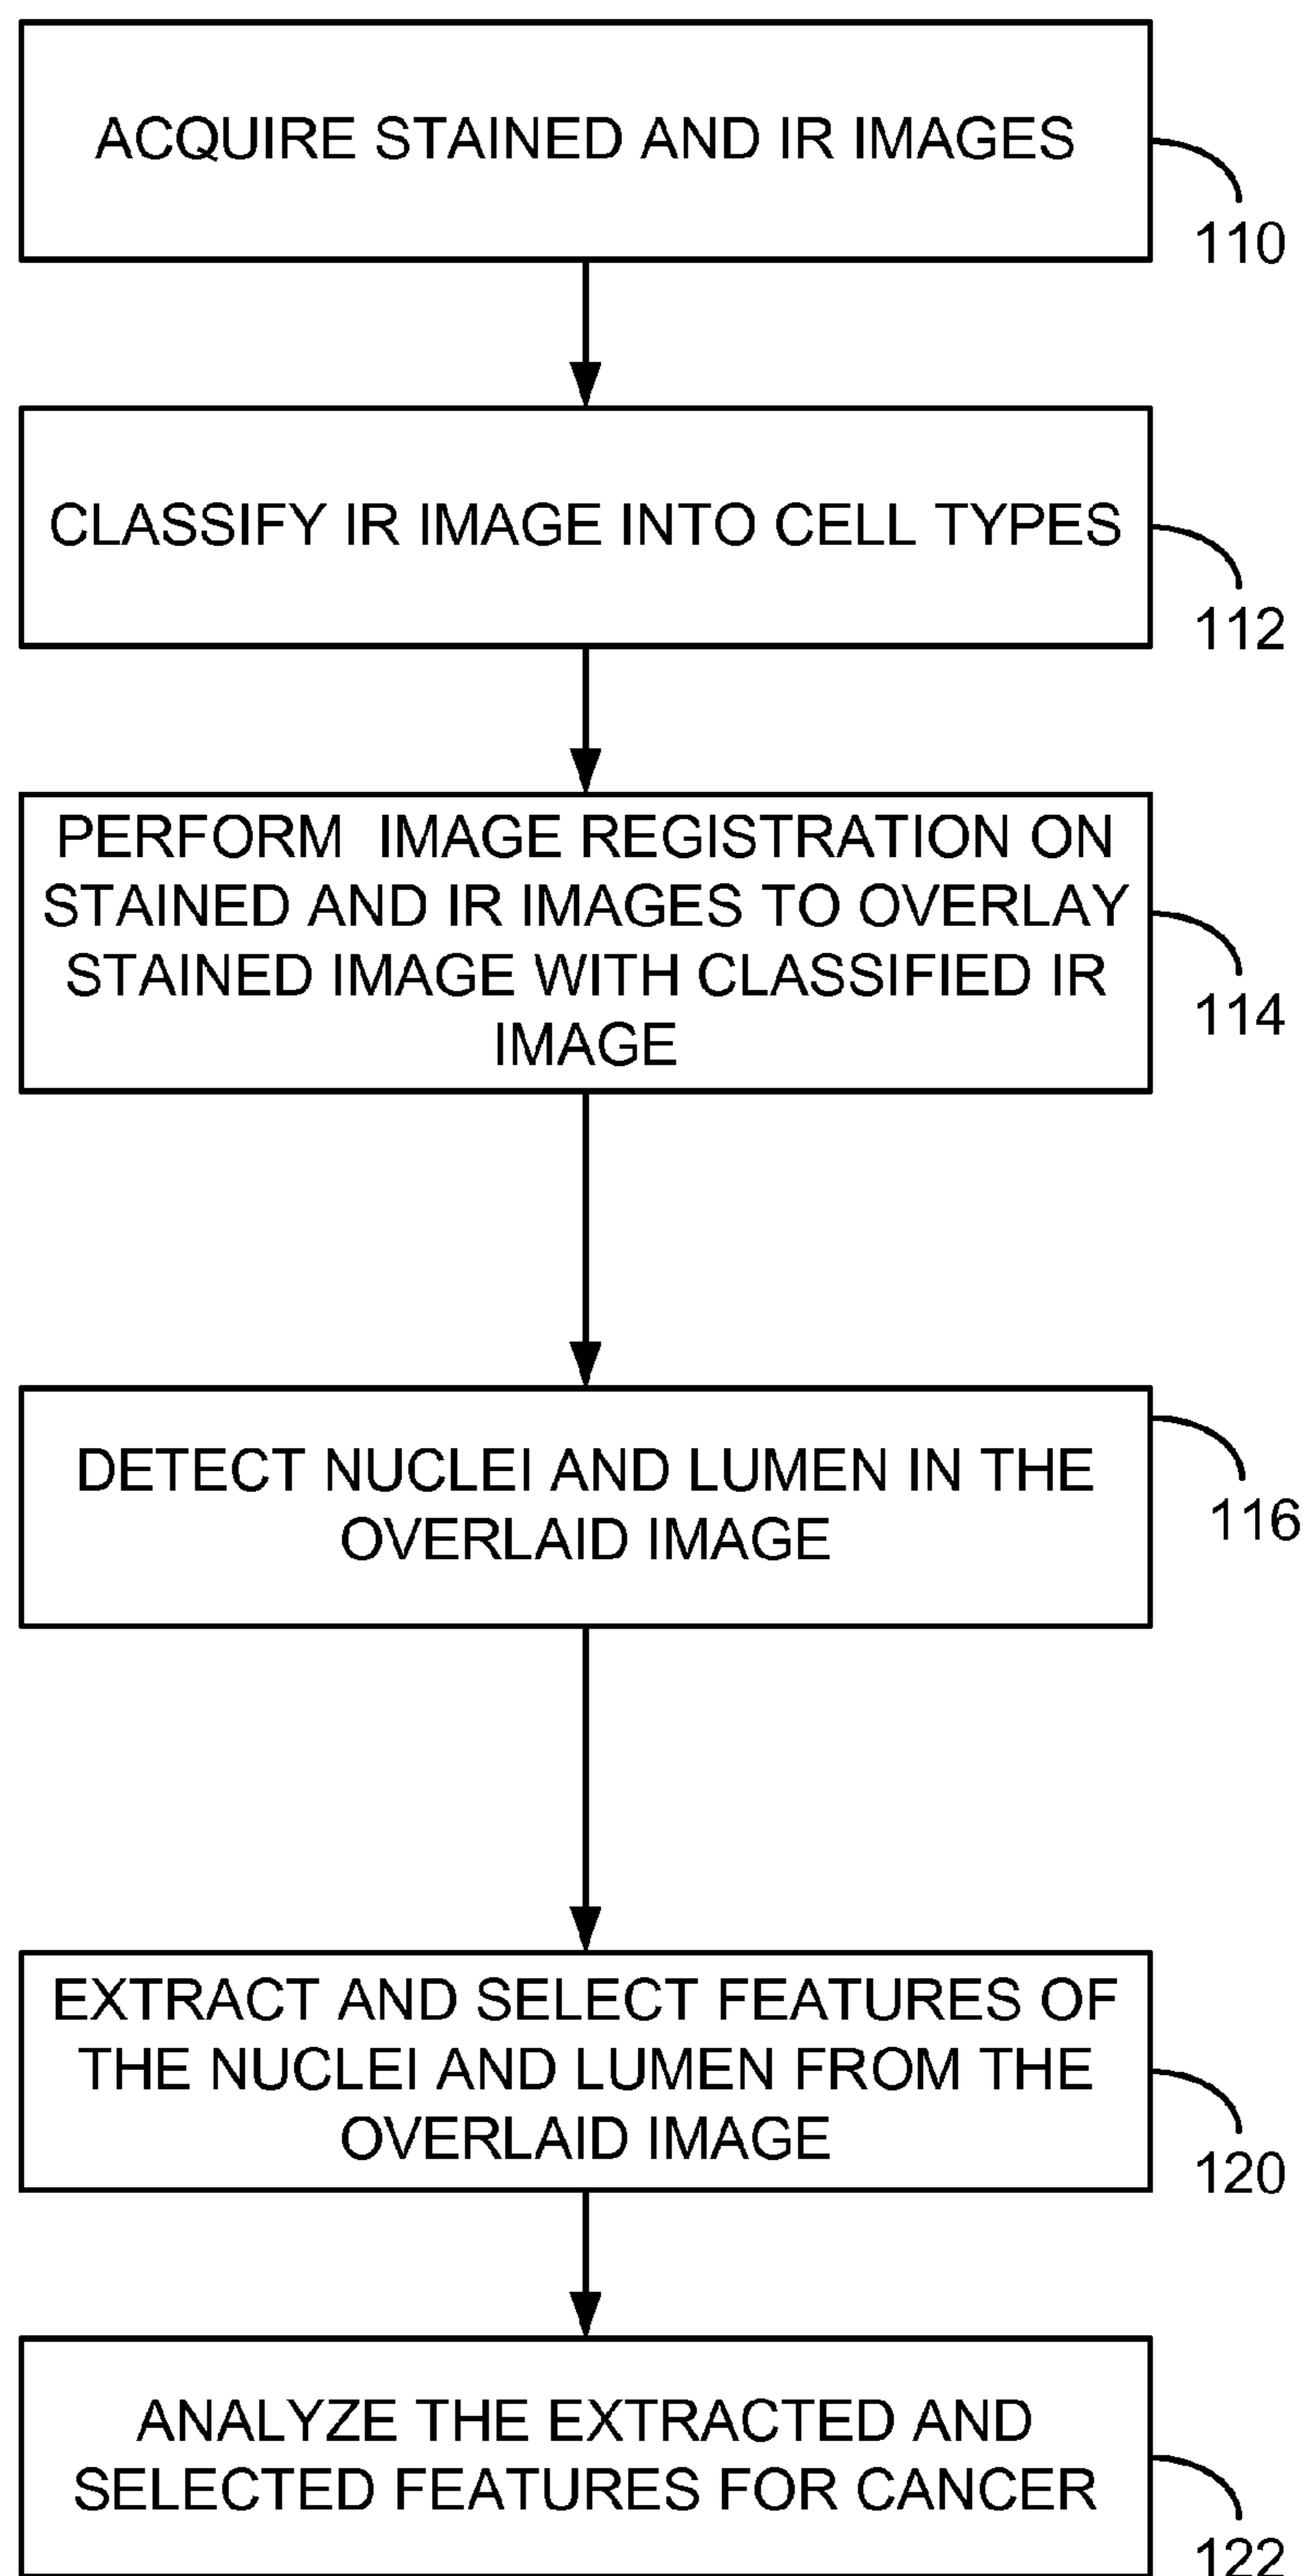 ACQUIRE STAINED AND IR IMAGES
110
CLASSIFY IR IMAGE INTO CELL TYPES
112
PERFORM IMAGE REGISTRATION ON
STAINED AND IR IMAGES TO OVERLAY
STAINED IMAGE WITH CLASSIFIED IR
IMAGE
114
DETECT NUCLEI AND LUMEN IN THE
OVERLAID IMAGE
116
EXTRACT AND SELECT FEATURES OF
THE NUCLEI AND LUMEN FROM THE
OVERLAID IMAGE
120
ANALYZE THE EXTRACTED AND
SELECTED FEATURES FOR CANCER
122